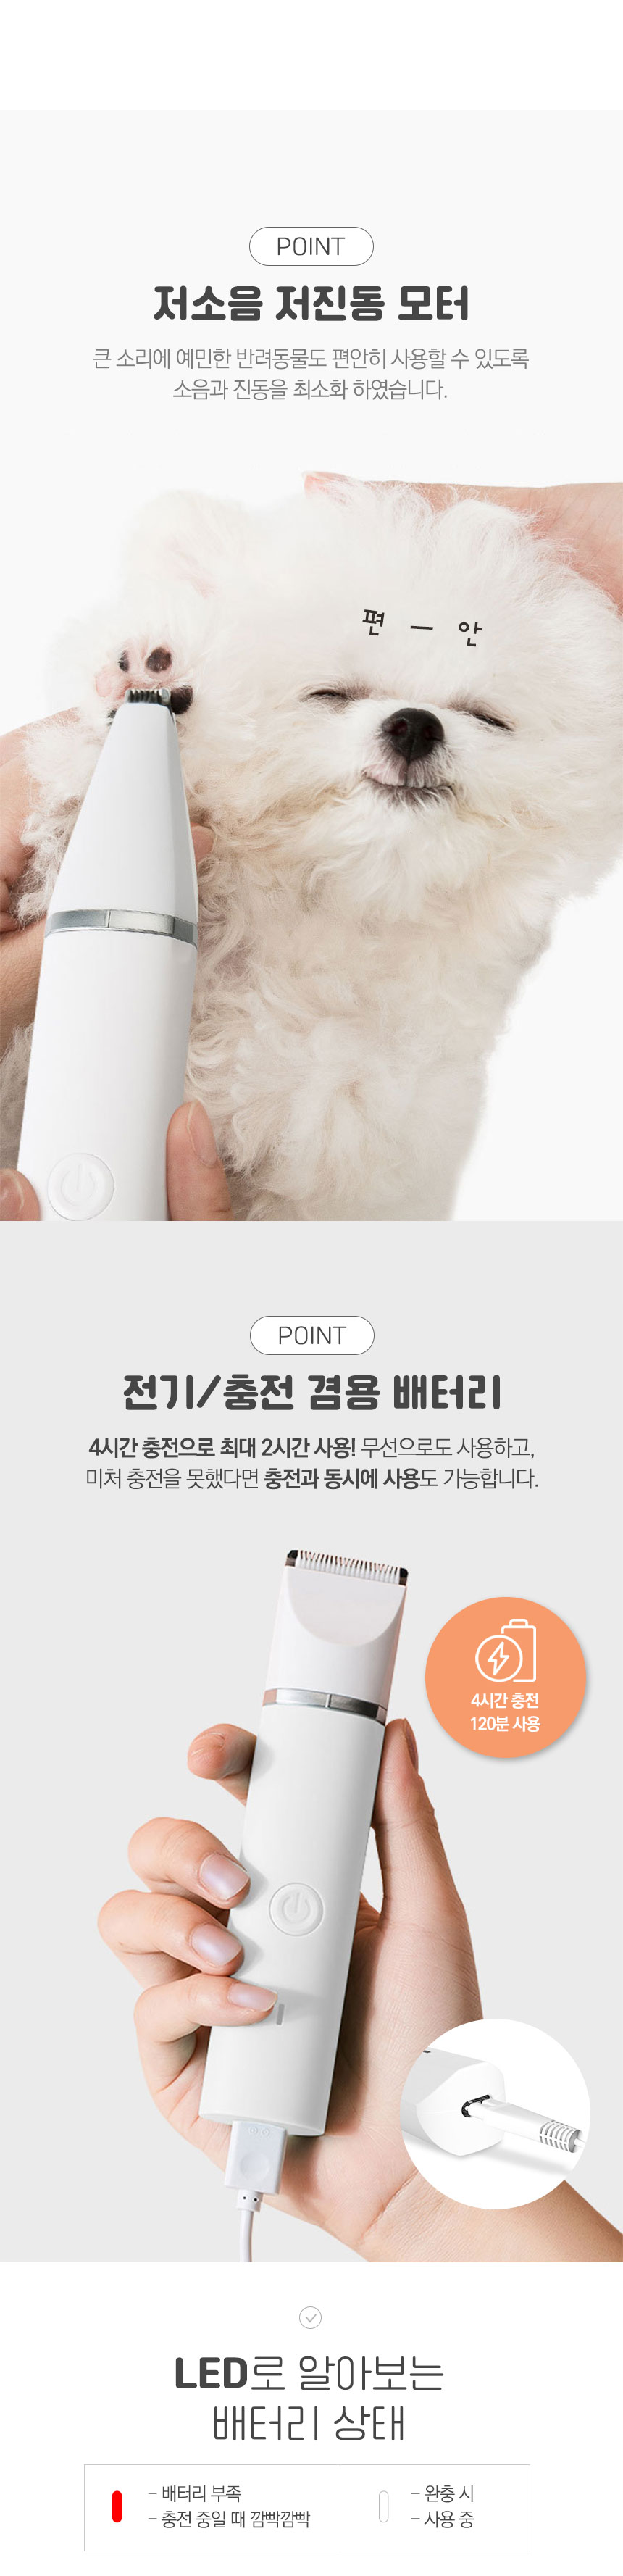 POINT
저소음 저진동 모터
큰 소리에 예민한 반려동물도 편안히 사용할 수 있도록
소음과 진동을 최소화 하였습니다.
편 ㅡ 안
POINT
전기/충전 겸용 배터리
4시간 충전으로 최대 2시간 사용! 무선으로도 사용하고,
미처 충전을 못했다면 충전과 동시에 사용도 가능합니다.
4시간 충전
120분 사용
LED로 알아보는
배터리 상태
- 배터리 부족
- 충전 중일 때 깜빡깜빡
- 완충 시
- 사용 중